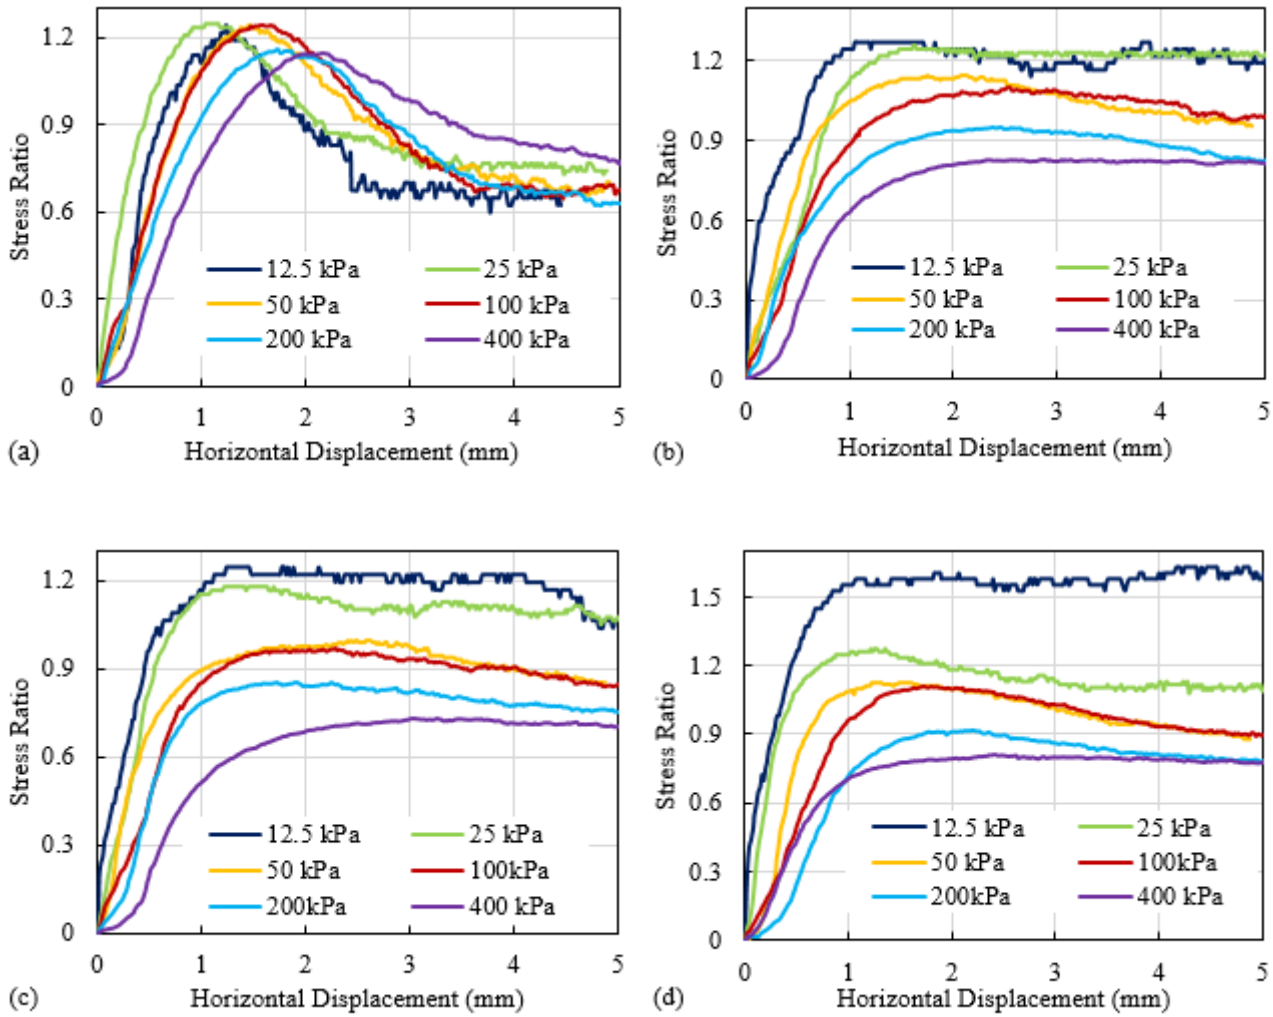 1.2
0.9
0.6
0.3
0
Stress Ratio
12.5 kPa 25 kPa
50 kPa 100 kPa
200 kPa 400 kPa
0 1 2 3 4 5
(a) Horizontal Displacement (mm)
1.2
0.9
0.6
0.3
0
Stress Ratio
12.5 kPa 25 kPa
50 kPa 100 kPa
200 kPa 400 kPa
0 1 2 3 4 5
(b) Horizontal Displacement (mm)
1.2
0.9
0.6
0.3
0
Stress Ratio
12.5 kPa 25 kPa
50 kPa 100kPa
200kPa 400 kPa
0 1 2 3 4 5
(c) Horizontal Displacement (mm)
1.5
1.2
0.9
0.6
0.3
0
Stress Ratio
12.5 kPa 25 kPa
50 kPa 100kPa
200kPa 400 kPa
0 1 2 3 4 5
(d) Horizontal Displacement (mm)